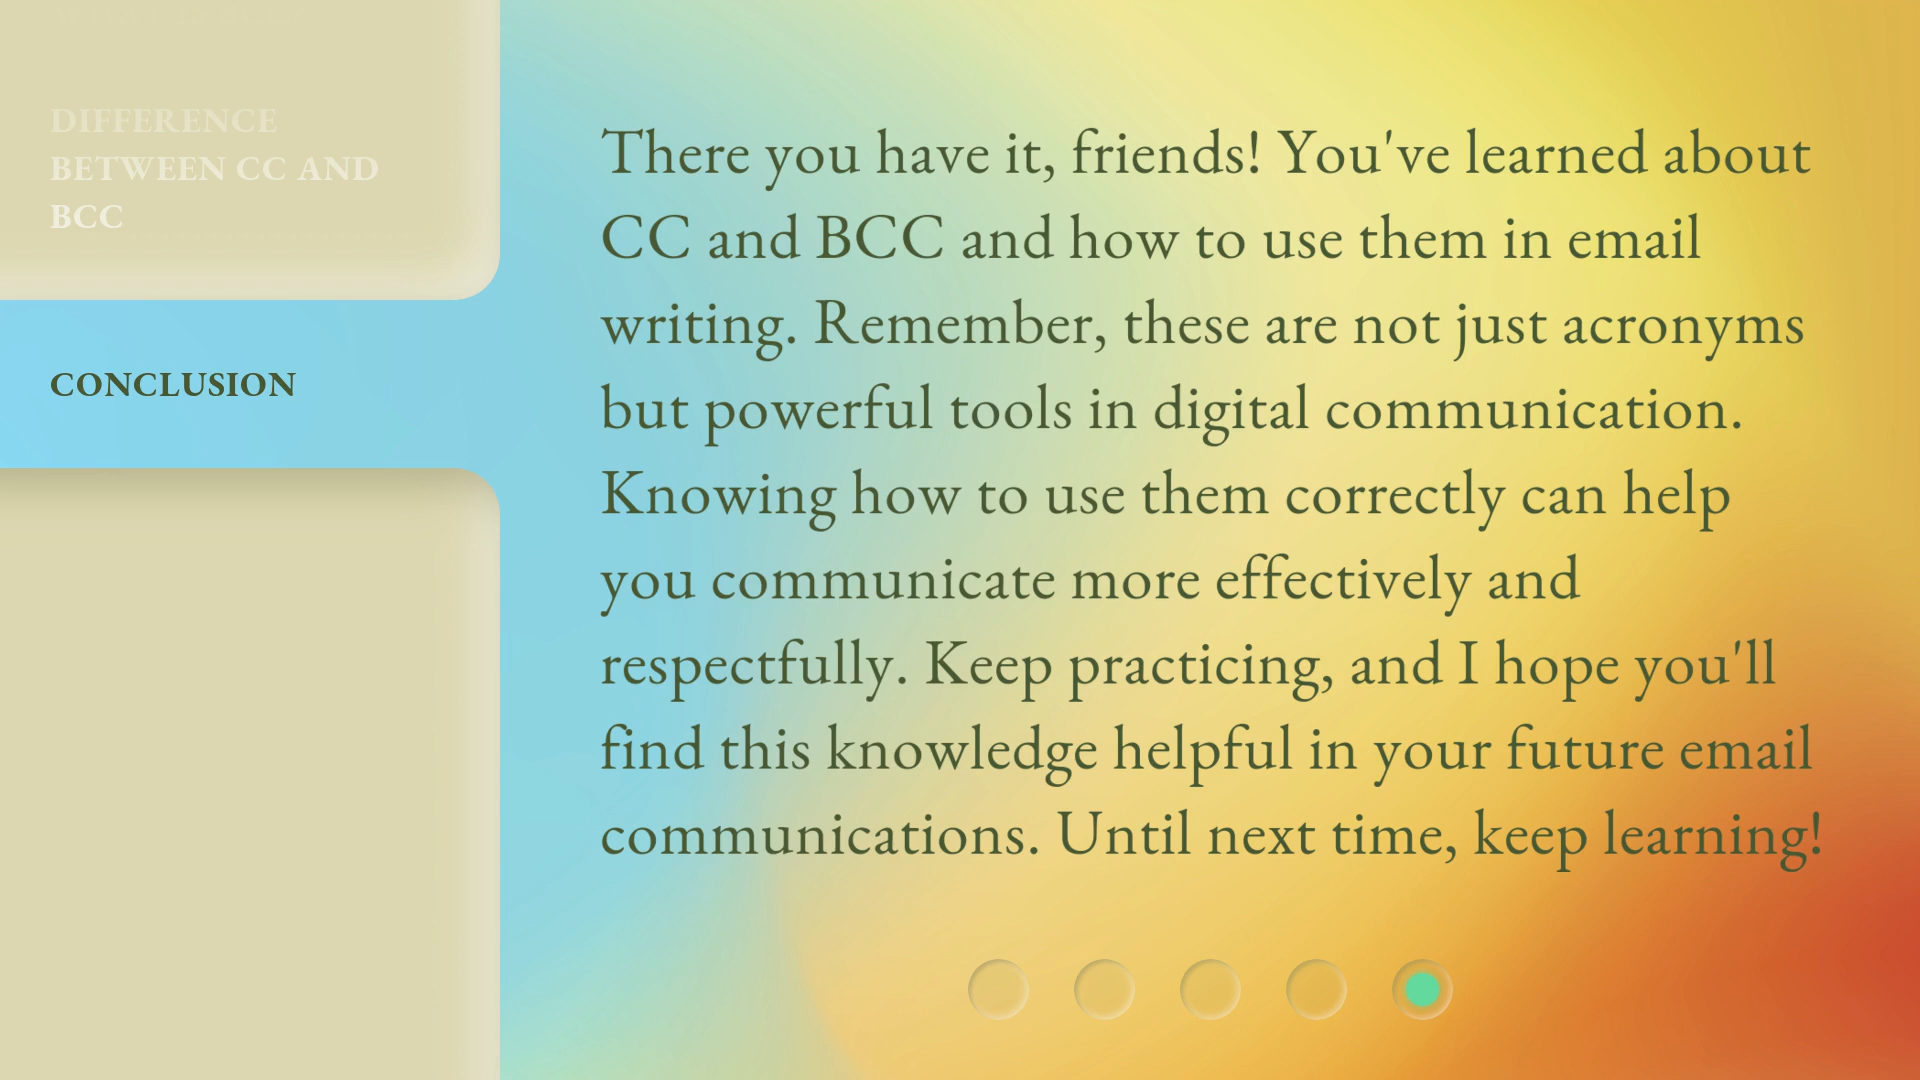 DIFFERENCE
BETWEEN CC AND
BCC
CONCLUSION
There you have it, friends! You've learned about
CC and BCC and how to use them in email
writing. Remember, these are not just acronyms
but powerful tools in digital communication.
Knowing how to use them correctly can help
you communicate more effectively and
respectfully. Keep practicing, and I hope you'll
find this knowledge helpful in your future email
communications. Until next time, keep learning!